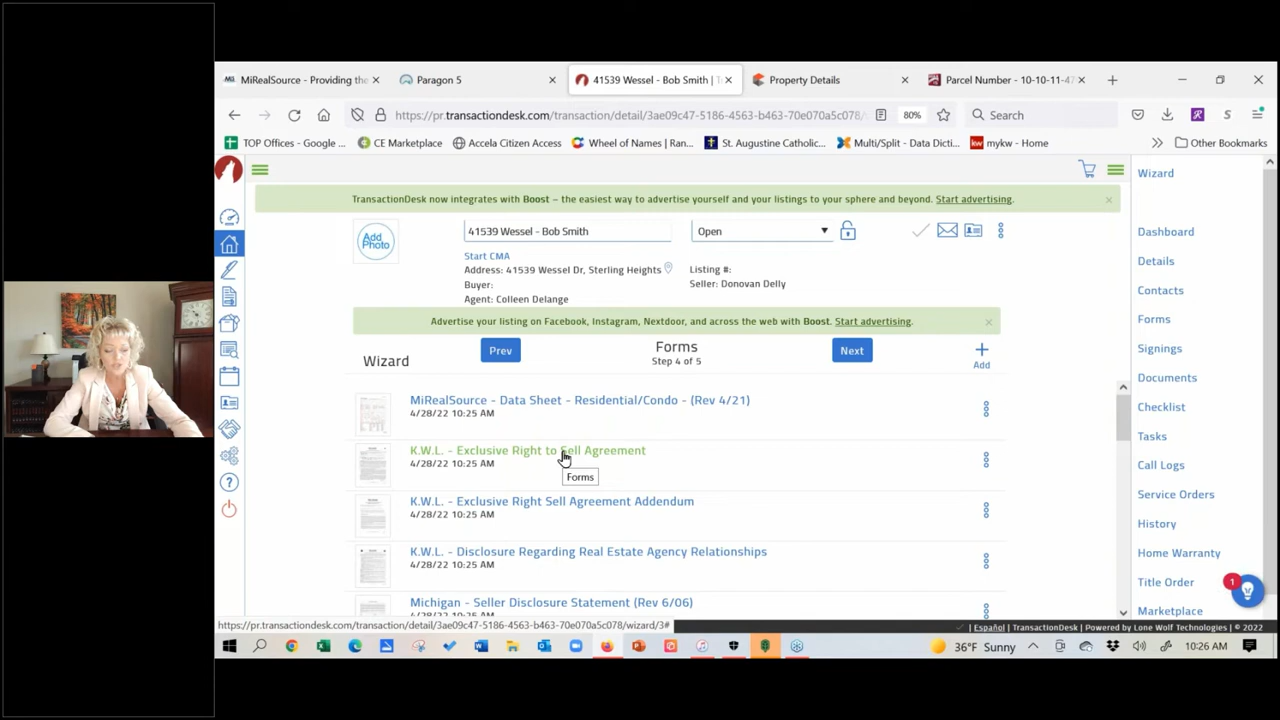 MiRealSource - Providing the
Paragon 5
41539 Wessel - Bob Smith | T
Property Details
Parcel Number - 10-10-11-47
https://pr.transactiondesk.com/transaction/detail/3ae09c47-5186-4563-b463-70e070a5c078/
80%
Search
TOP Offices - Google ...
CE Marketplace
Accela Citizen Access
Wheel of Names | Ran...
St. Augustine Catholic...
Multi/Split - Data Dicti...
mykw - Home
Other Bookmarks
TransactionDesk now integrates with Boost – the easiest way to advertise yourself and your listings to your sphere and beyond. Start advertising.
Add
Photo
41539 Wessel - Bob Smith
Open
Start CMA
Address: 41539 Wessel Dr, Sterling Heights
Buyer:
Agent: Colleen Delange
Listing #:
Seller: Donovan Delly
Advertise your listing on Facebook, Instagram, Nextdoor, and across the web with Boost. Start advertising.
Wizard
Prev
Forms
Step 4 of 5
Next
Add
MiRealSource - Data Sheet - Residential/Condo - (Rev 4/21)
4/28/22 10:25 AM
K.W.L. - Exclusive Right to Sell Agreement
4/28/22 10:25 AM
Forms
K.W.L. - Exclusive Right Sell Agreement Addendum
4/28/22 10:25 AM
K.W.L. - Disclosure Regarding Real Estate Agency Relationships
4/28/22 10:25 AM
Michigan - Seller Disclosure Statement (Rev 6/06)
4/28/22 10:25 AM
Wizard
Dashboard
Details
Contacts
Forms
Signings
Documents
Checklist
Tasks
Call Logs
Service Orders
History
Home Warranty
Title Order
Marketplace
1
https://pr.transactiondesk.com/transaction/detail/3ae09c47-5186-4563-b463-70e070a5c078/wizard/3#
Español | TransactionDesk | Powered by Lone Wolf Technologies | © 2022
36°F Sunny
10:26 AM